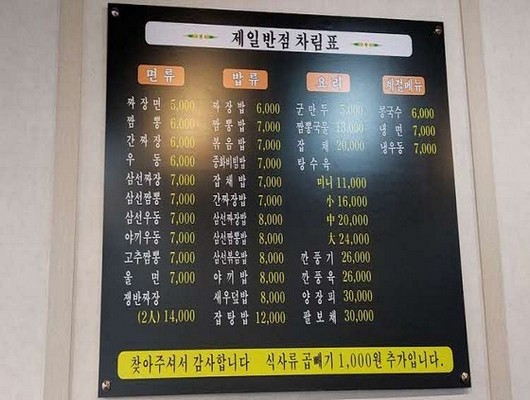 제일반점 차림표
면류
짜장면 5,000
짬뽕 6,000
간짜장 6,000
우동 6,000
삼선짜장 7,000
삼선짬뽕 7,000
삼선우동 7,000
야끼우동 7,000
고추짬뽕 7,000
울면 7,000
쟁반짜장
(2人) 14,000
밥류
짜장밥 6,000
짬뽕밥 7,000
볶음밥 7,000
중화비빔밥 7,000
잡채밥 7,000
간짜장밥 7,000
삼선짜장밥 8,000
삼선짬뽕밥 8,000
삼선볶음밥 8,000
야끼밥 8,000
새우덮밥 8,000
잡탕밥 12,000
요리
군만두 5,000
짬뽕국물 13,000
잡채 20,000
탕수육
미니 11,000
小 16,000
中 20,000
大 24,000
깐풍기 26,000
깐풍육 26,000
양장피 30,000
팔보채 30,000
계절메뉴
콩국수 6,000
냉면 7,000
냉우동 7,000
찾아주셔서 감사합니다 식사류 곱빼기 1,000원 추가입니다.